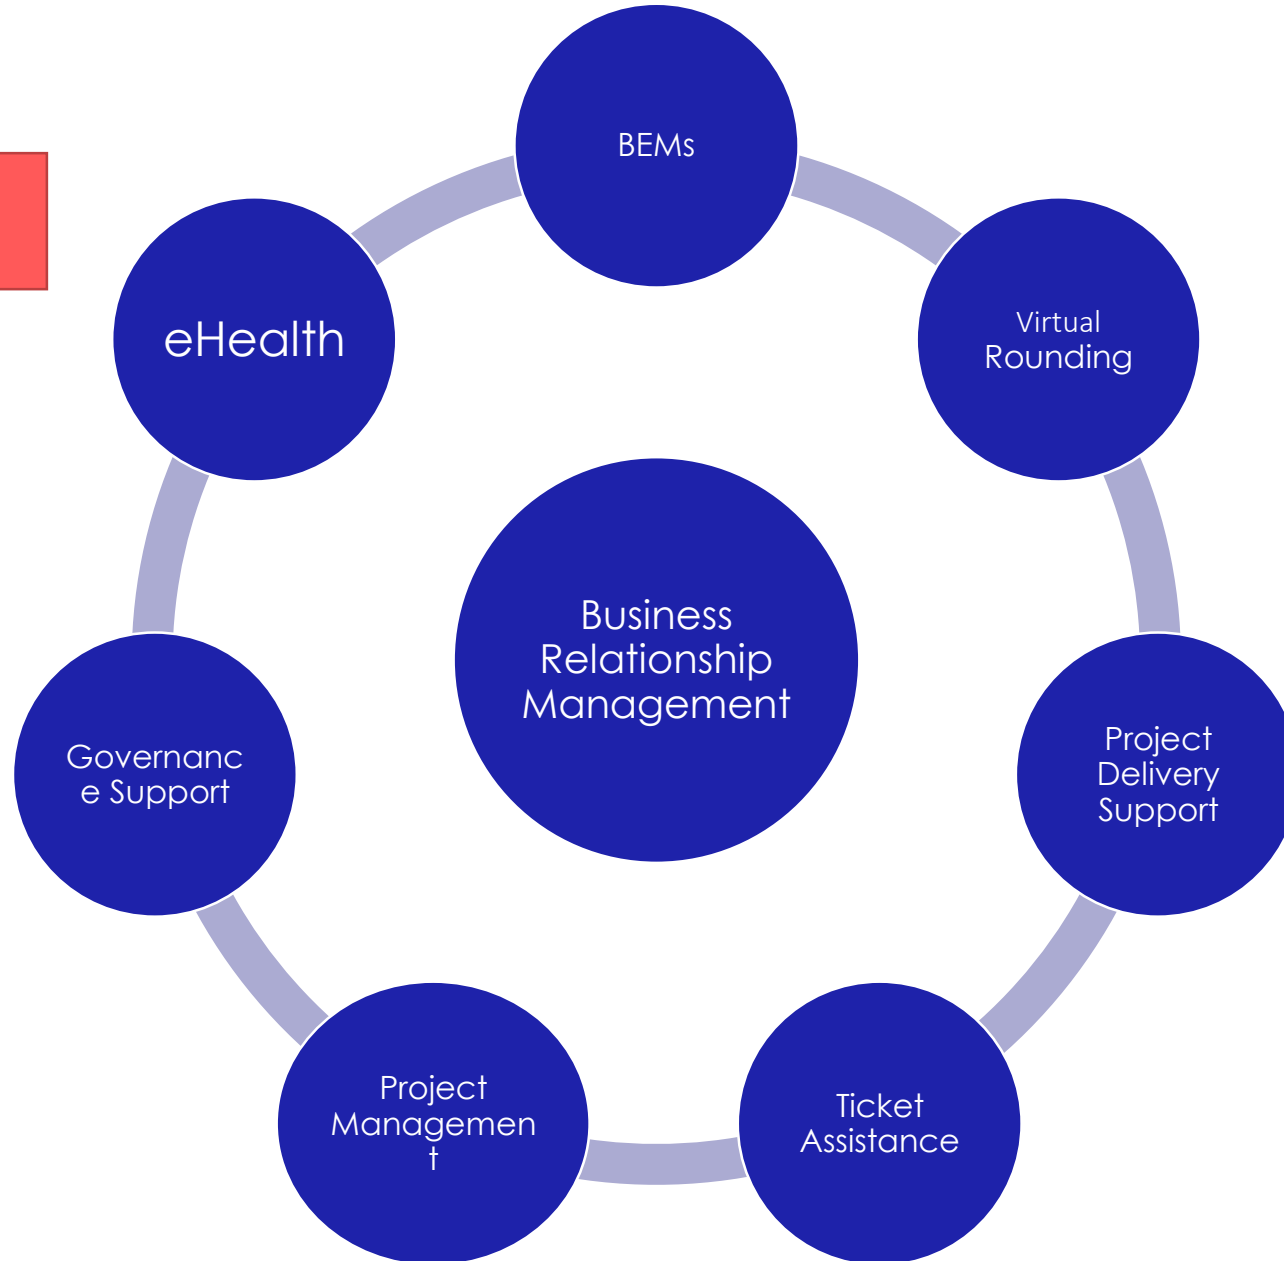 BEMs
Virtual
Rounding
Project
Delivery
Support
Ticket
Assistance
Project
Managemen
t
Governanc
e Support
eHealth
Business
Relationship
Management